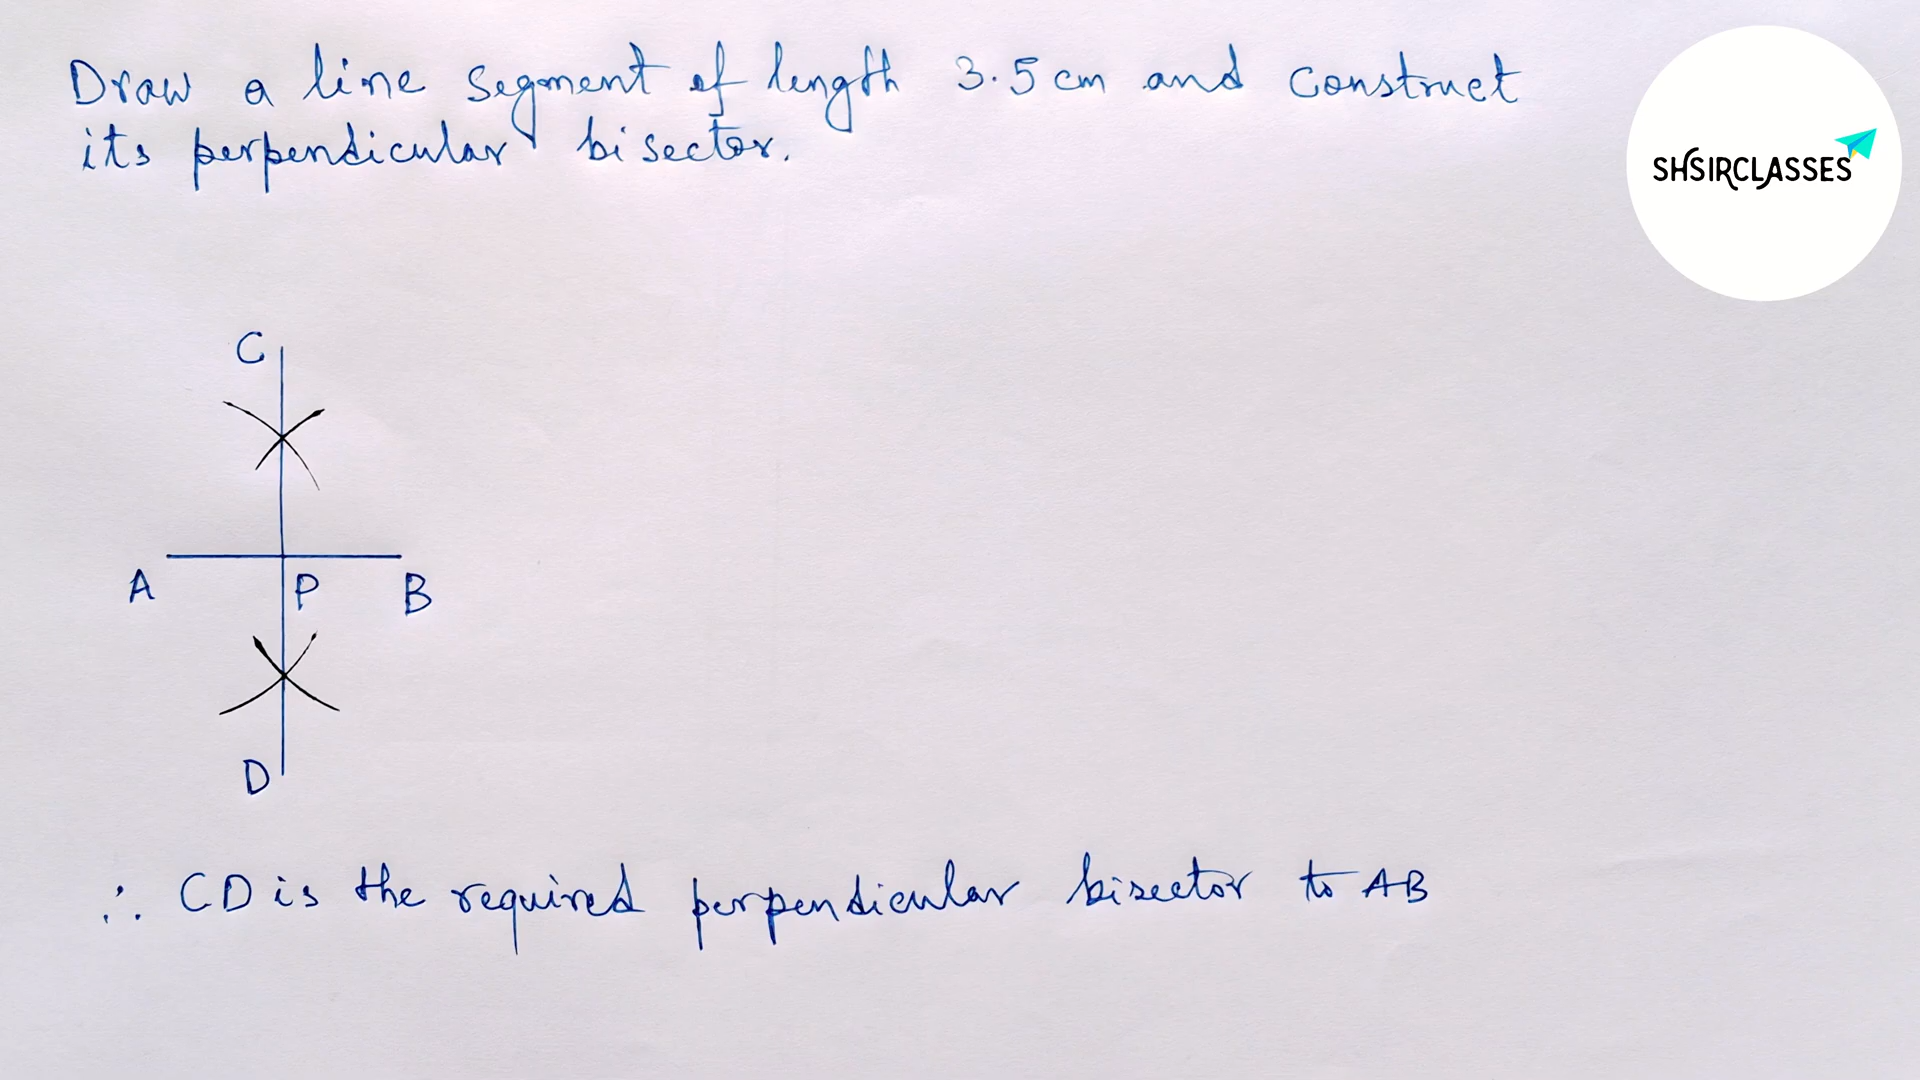 Draw a line segment of length 3.5 cm and construct
its perpendicular bisector.
SHSIRCLASSES
C
A P B
D
∴ CD is the required perpendicular bisector to AB